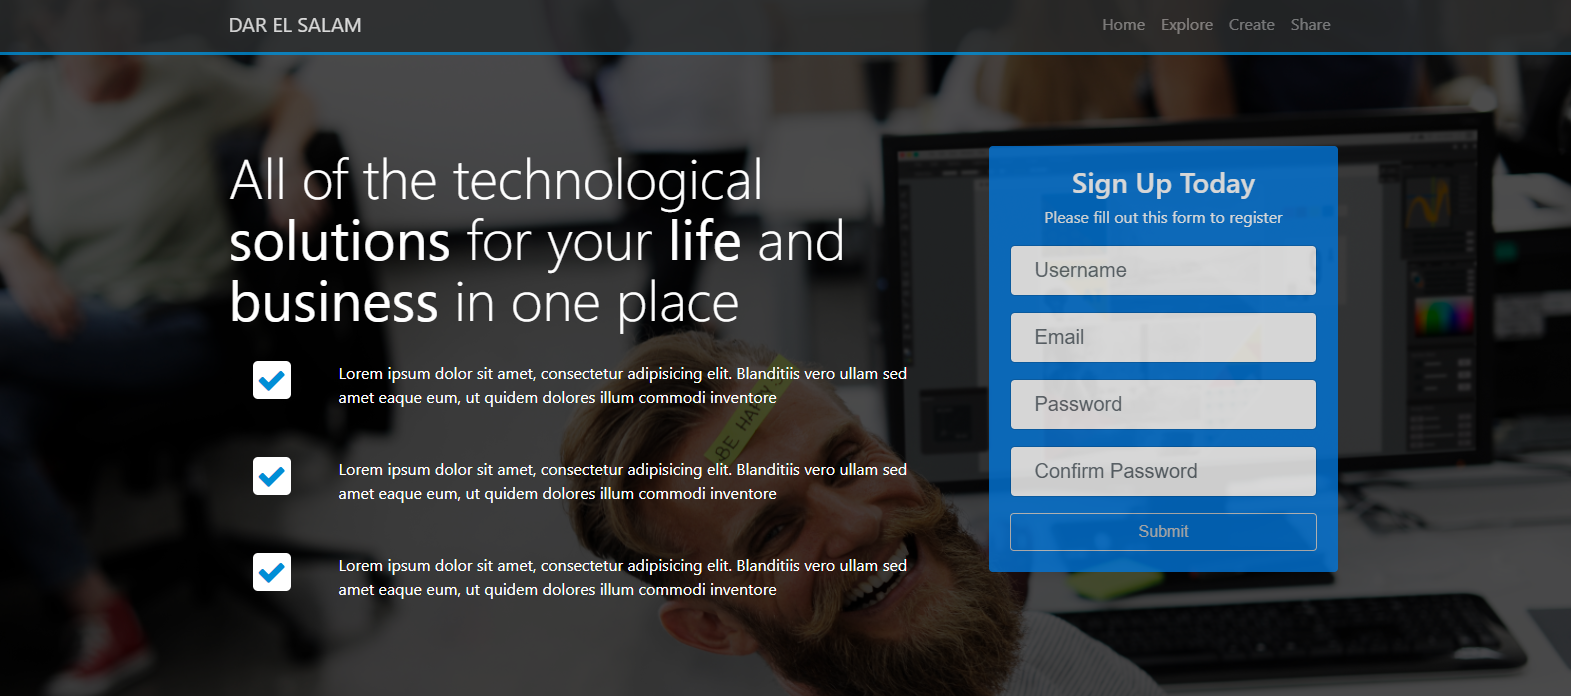 DAR EL SALAM
Home Explore Create Share
All of the technological
solutions for your life and
business in one place
Lorem ipsum dolor sit amet, consectetur adipisicing elit. Blanditiis vero ullam sed
amet eaque eum, ut quidem dolores illum commodi inventore
Lorem ipsum dolor sit amet, consectetur adipisicing elit. Blanditiis vero ullam sed
amet eaque eum, ut quidem dolores illum commodi inventore
Lorem ipsum dolor sit amet, consectetur adipisicing elit. Blanditiis vero ullam sed
amet eaque eum, ut quidem dolores illum commodi inventore
BE HAPPY
Sign Up Today
Please fill out this form to register
Username
Email
Password
Confirm Password
Submit